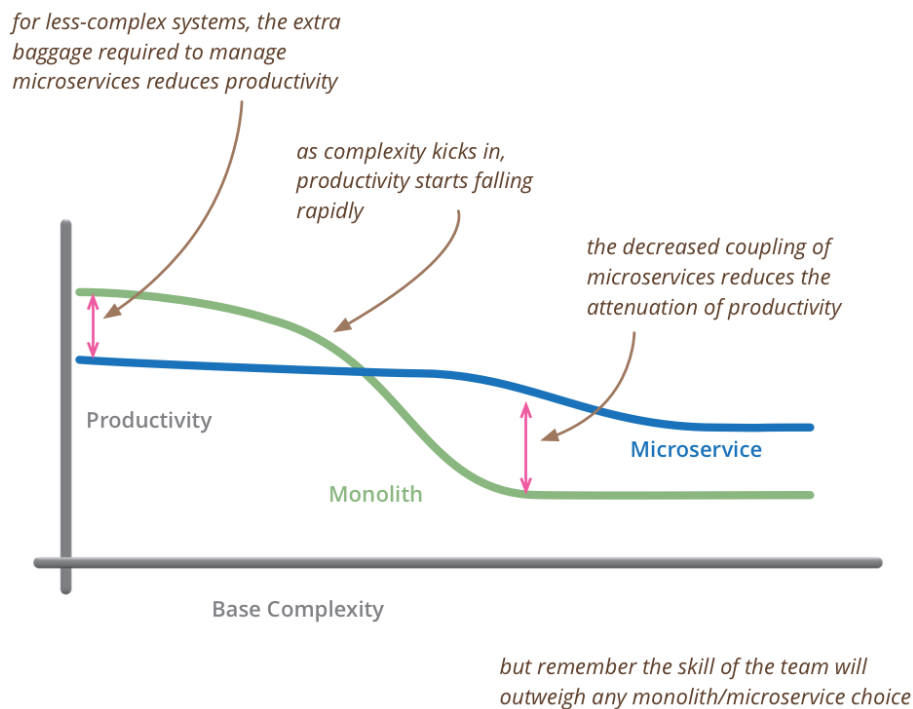 for less-complex systems, the extra
baggage required to manage
microservices reduces productivity
as complexity kicks in,
productivity starts falling
rapidly
the decreased coupling of
microservices reduces the
attenuation of productivity
Productivity
Microservice
Monolith
Base Complexity
but remember the skill of the team will
outweigh any monolith/microservice choice